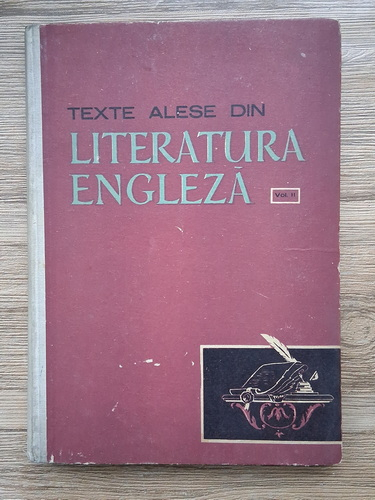 TEXTE ALESE DIN
LITERATURA
ENGLEZĂ
VOL II